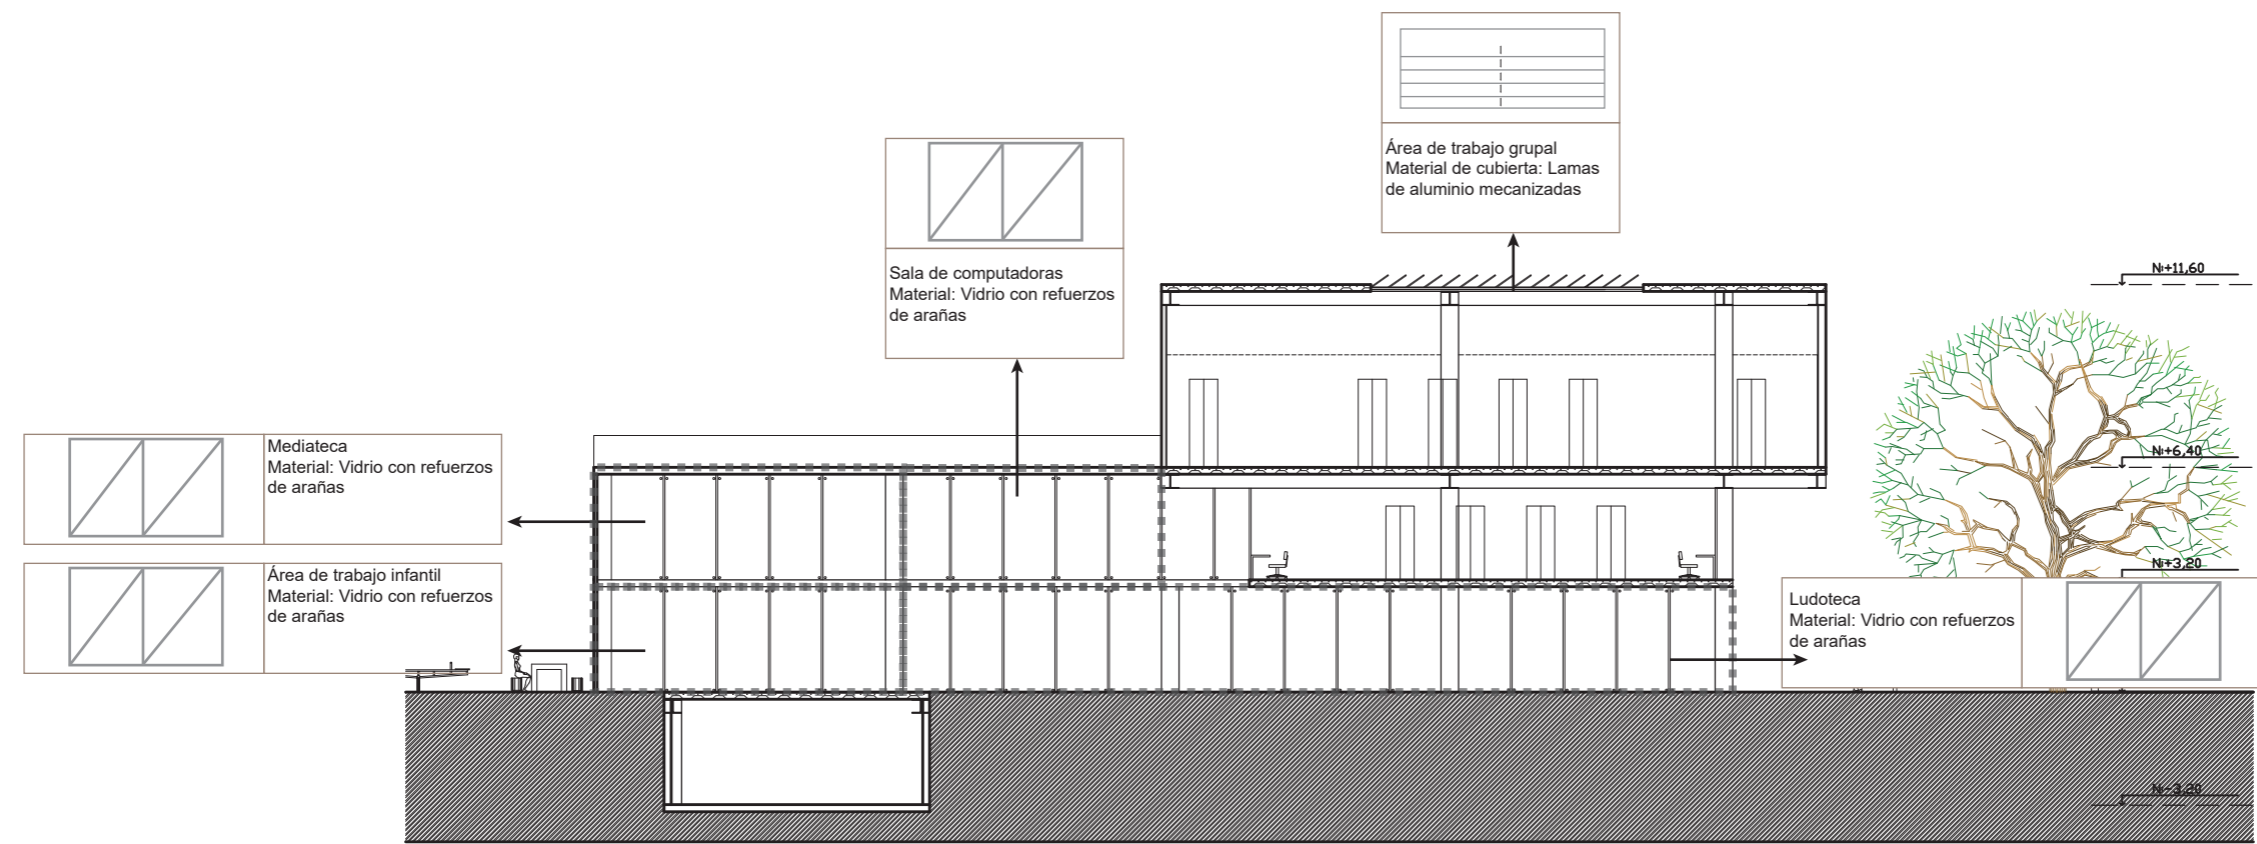 Área de trabajo grupal
Material de cubierta: Lamas
de aluminio mecanizadas
Sala de computadoras
Material: Vidrio con refuerzos
de arañas
N:+11,60
Mediateca
Material: Vidrio con refuerzos
de arañas
N:+6,40
Área de trabajo infantil
Material: Vidrio con refuerzos
de arañas
N:+3,20
Ludoteca
Material: Vidrio con refuerzos
de arañas
N:-3,20